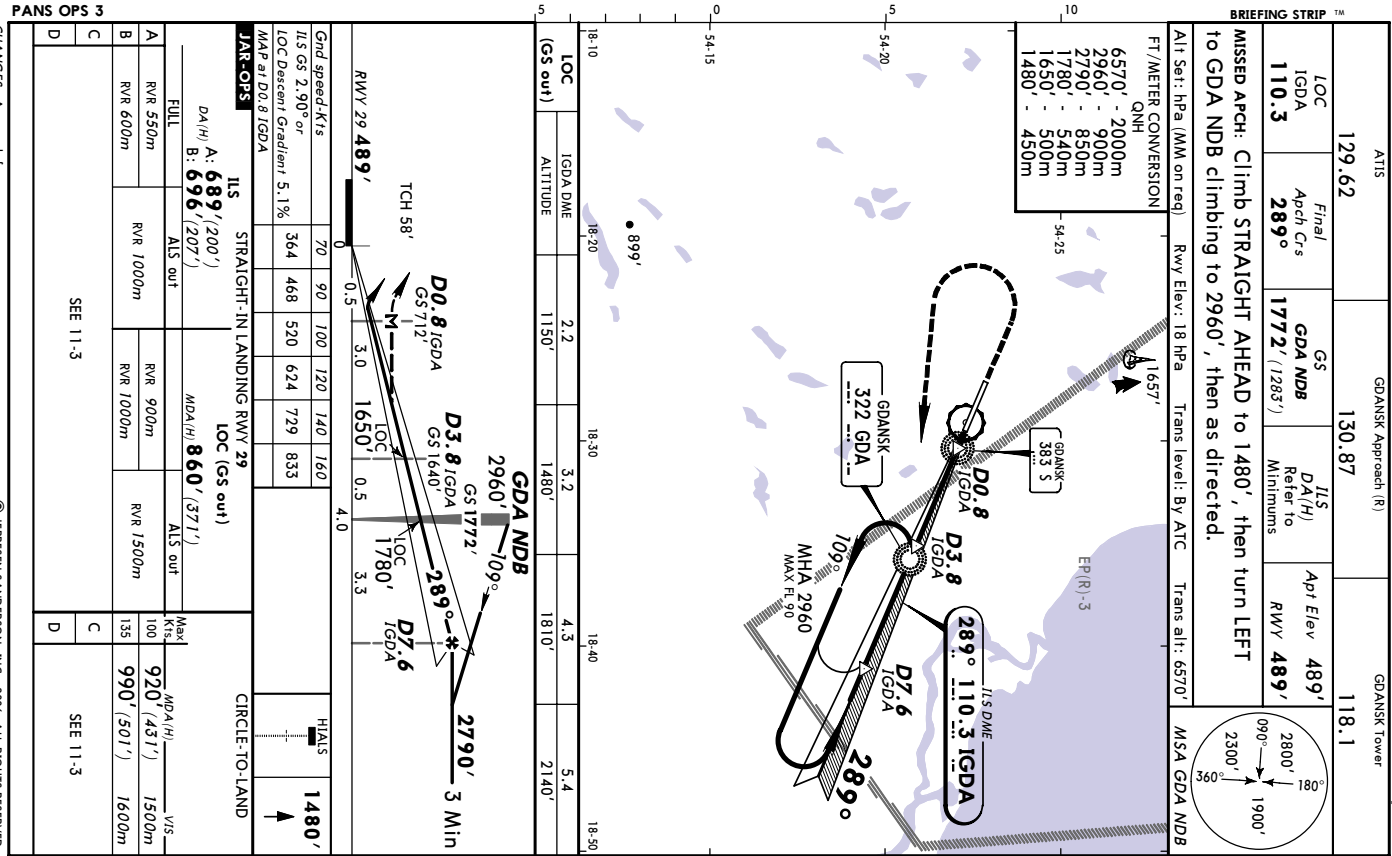 BRIEFING STRIP ™
ATIS
129.62
GDANSK Approach (R)
130.87
GDANSK Tower
118.1
LOC
IGDA
110.3
Final
Apch Crs
289°
GS
GDA NDB
1772' (1283')
ILS
DA(H)
Refer to
Minimums
Apt Elev 489'
RWY 489'
MISSED APCH: Climb STRAIGHT AHEAD to 1480', then turn LEFT
to GDA NDB climbing to 2960', then as directed.
Alt Set: hPa (MM on req) Rwy Elev: 18 hPa Trans level: By ATC Trans alt: 6570'
2800'
090°
180°
2300'
1900'
360°
MSA GDA NDB
FT/METER CONVERSION
QNH
6570' - 2000m
2960' - 900m
2790' - 850m
1780' - 540m
1650' - 500m
1480' - 450m
10
5
0
5
54-25
54-20
54-15
18-10
18-20
18-30
18-40
18-50
1657'
899'
GDANSK
383 S
GDANSK
322 GDA
D0.8
IGDA
D3.8
IGDA
EP(R)-3
ILS DME
289° 110.3 IGDA
D7.6
IGDA
109°
MHA 2960
MAX FL 90
289°
LOC
(GS out)
IGDA DME 2.2 3.2 4.3 5.4
ALTITUDE 1150' 1480' 1810' 2140'
GDA NDB
2960'
109°
D0.8 IGDA
GS 712'
D3.8 IGDA
GS 1640'
GS 1772'
D7.6
IGDA
2790'
3 Min
289°
M
TCH 58'
LOC
1650'
LOC
1780'
RWY 29 489'
0 0.5 3.0 0.5 3.3
4.0
Gnd speed-Kts 70 90 100 120 140 160
ILS GS 2.90° or
LOC Descent Gradient 5.1% 364 468 520 624 729 833
MAP at D0.8 IGDA
HIALS
1480'
JAR-OPS
STRAIGHT-IN LANDING RWY 29
CIRCLE-TO-LAND
ILS
DA(H) A: 689' (200')
B: 696' (207')
LOC (GS out)
MDA(H) 860' (371')
FULL ALS out ALS out
Max
Kts MDA(H) VIS
A RVR 550m RVR 1000m RVR 900m RVR 1500m 100 920' (431') 1500m
B RVR 600m RVR 1000m 135 990' (501') 1600m
C C
SEE 11-3 SEE 11-3
D D
PANS OPS 3